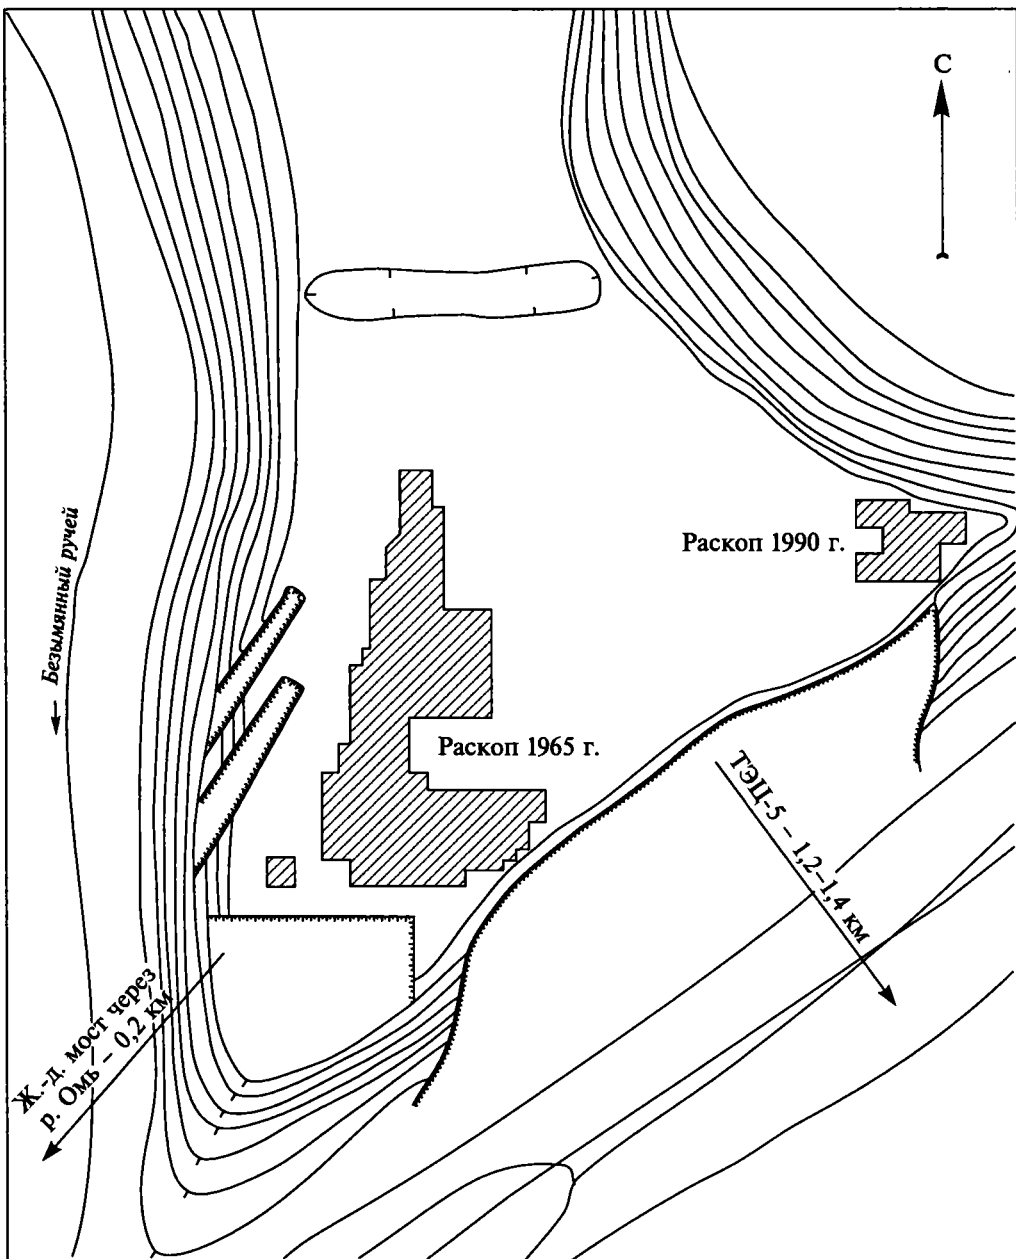 С
Раскоп 1990 г.
Безымянный ручей
Раскоп 1965 г.
ТЭЦ-5 – 1,2–1,4 км
Ж.-д. мост через
р. Омь – 0,2 км